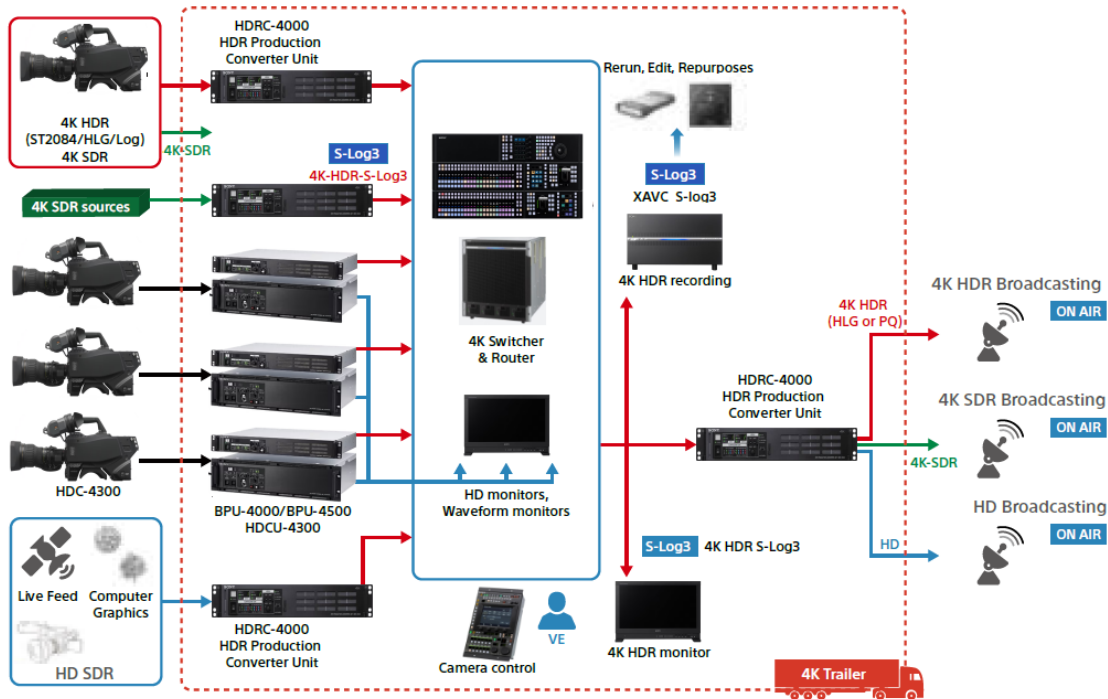 HDRC-4000
HDR Production
Converter Unit
4K HDR
(ST2084/HLG/Log)
4K SDR
4K-SDR
S-Log3
4K-HDR-S-Log3
4K SDR sources
HDC-4300
BPU-4000/BPU-4500
HDCU-4300
Live Feed
Computer
Graphics
HD SDR
HDRC-4000
HDR Production
Converter Unit
4K Switcher
& Router
HD monitors,
Waveform monitors
Camera control
VE
Rerun, Edit, Repurposes
S-Log3
XAVC S-log3
4K HDR recording
S-Log3
4K HDR S-Log3
4K HDR monitor
HDRC-4000
HDR Production
Converter Unit
4K HDR
(HLG or PQ)
4K-SDR
HD
4K HDR Broadcasting
ON AIR
4K SDR Broadcasting
ON AIR
HD Broadcasting
ON AIR
4K Trailer